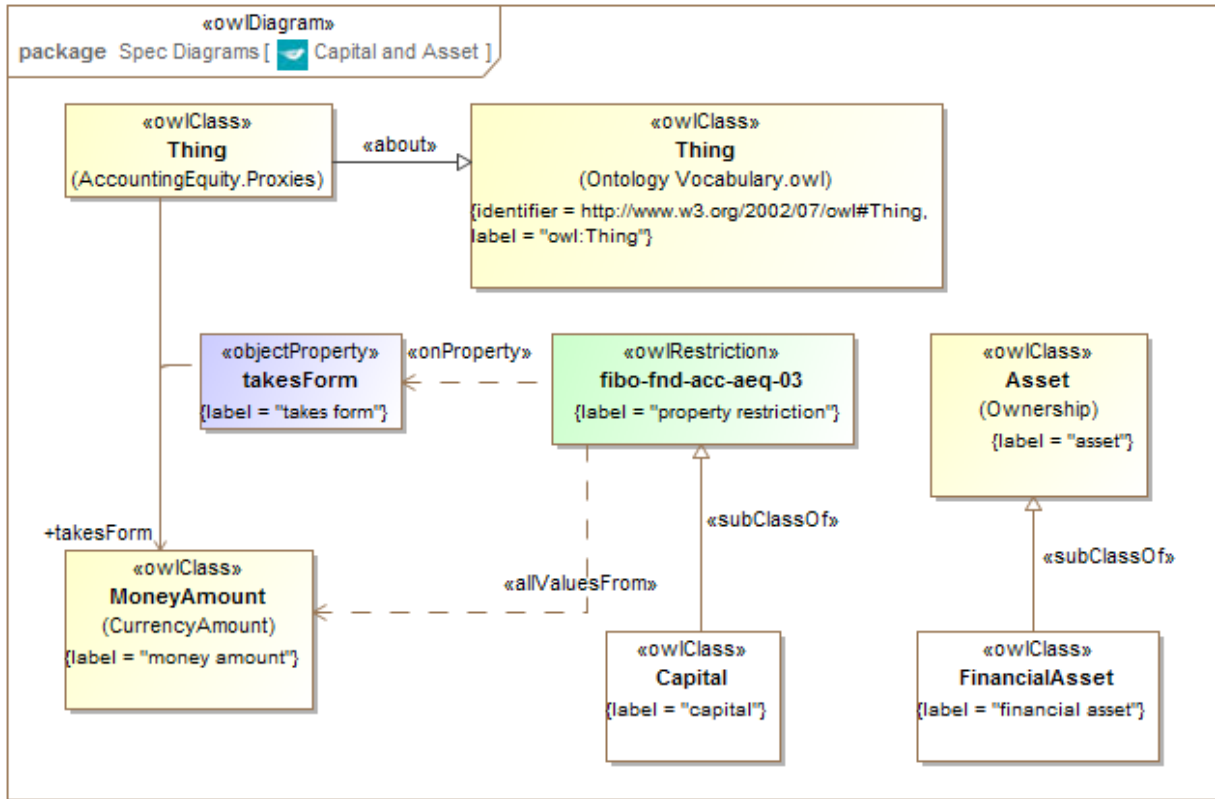 «owlDiagram»
package Spec Diagrams [ Capital and Asset ]
«owlClass»
Thing
(AccountingEquity.Proxies)
«about»
«owlClass»
Thing
(Ontology Vocabulary.owl)
{identifier = http://www.w3.org/2002/07/owl#Thing,
label = "owl:Thing"}
«objectProperty»
takesForm
{label = "takes form"}
«onProperty»
«owlRestriction»
fibo-fnd-acc-aeq-03
{label = "property restriction"}
«owlClass»
Asset
(Ownership)
{label = "asset"}
+takesForm
«subClassOf»
«subClassOf»
«allValuesFrom»
«owlClass»
MoneyAmount
(CurrencyAmount)
{label = "money amount"}
«owlClass»
Capital
{label = "capital"}
«owlClass»
FinancialAsset
{label = "financial asset"}